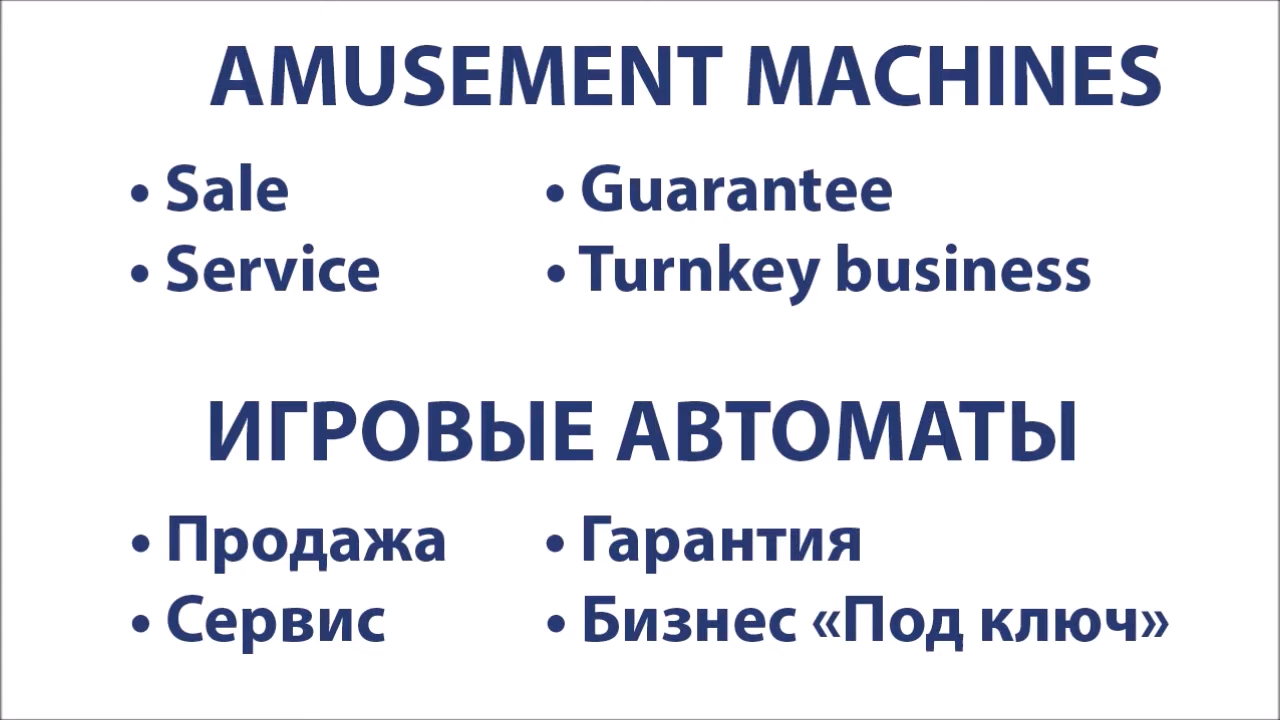 AMUSEMENT MACHINES
• Sale
• Service
• Guarantee
• Turnkey business
ИГРОВЫЕ АВТОМАТЫ
• Продажа
• Сервис
• Гарантия
• Бизнес «Под ключ»